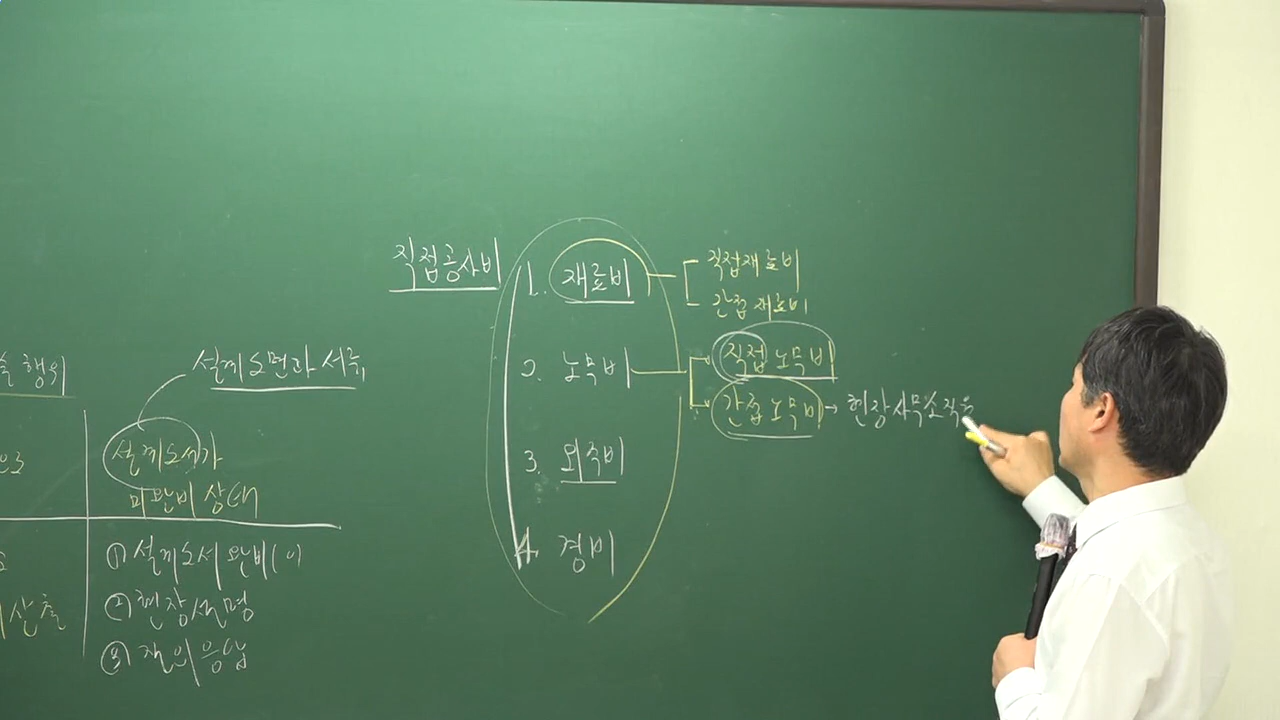 직접공사비
1. 재료비
직접재료비
간접재료비
2. 노무비
직접노무비
간접노무비 → 현장사무소직
3. 외주비
4. 경비
행위
설계도면과 서류
설계도서가
미완비상태
① 설계도서완비
② 현장설명
③ 질의응답
산출